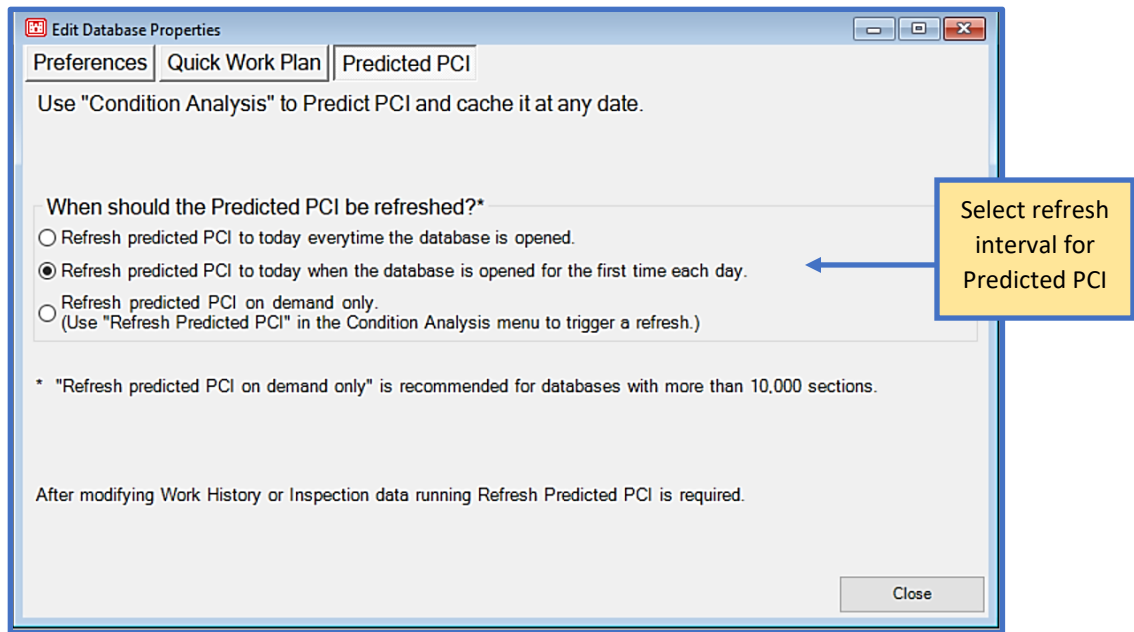 Edit Database Properties
Preferences Quick Work Plan Predicted PCI
Use "Condition Analysis" to Predict PCI and cache it at any date.
When should the Predicted PCI be refreshed?*
Refresh predicted PCI to today everytime the database is opened.
Refresh predicted PCI to today when the database is opened for the first time each day.
Refresh predicted PCI on demand only.
(Use "Refresh Predicted PCI" in the Condition Analysis menu to trigger a refresh.)
Select refresh
interval for
Predicted PCI
* "Refresh predicted PCI on demand only" is recommended for databases with more than 10,000 sections.
After modifying Work History or Inspection data running Refresh Predicted PCI is required.
Close